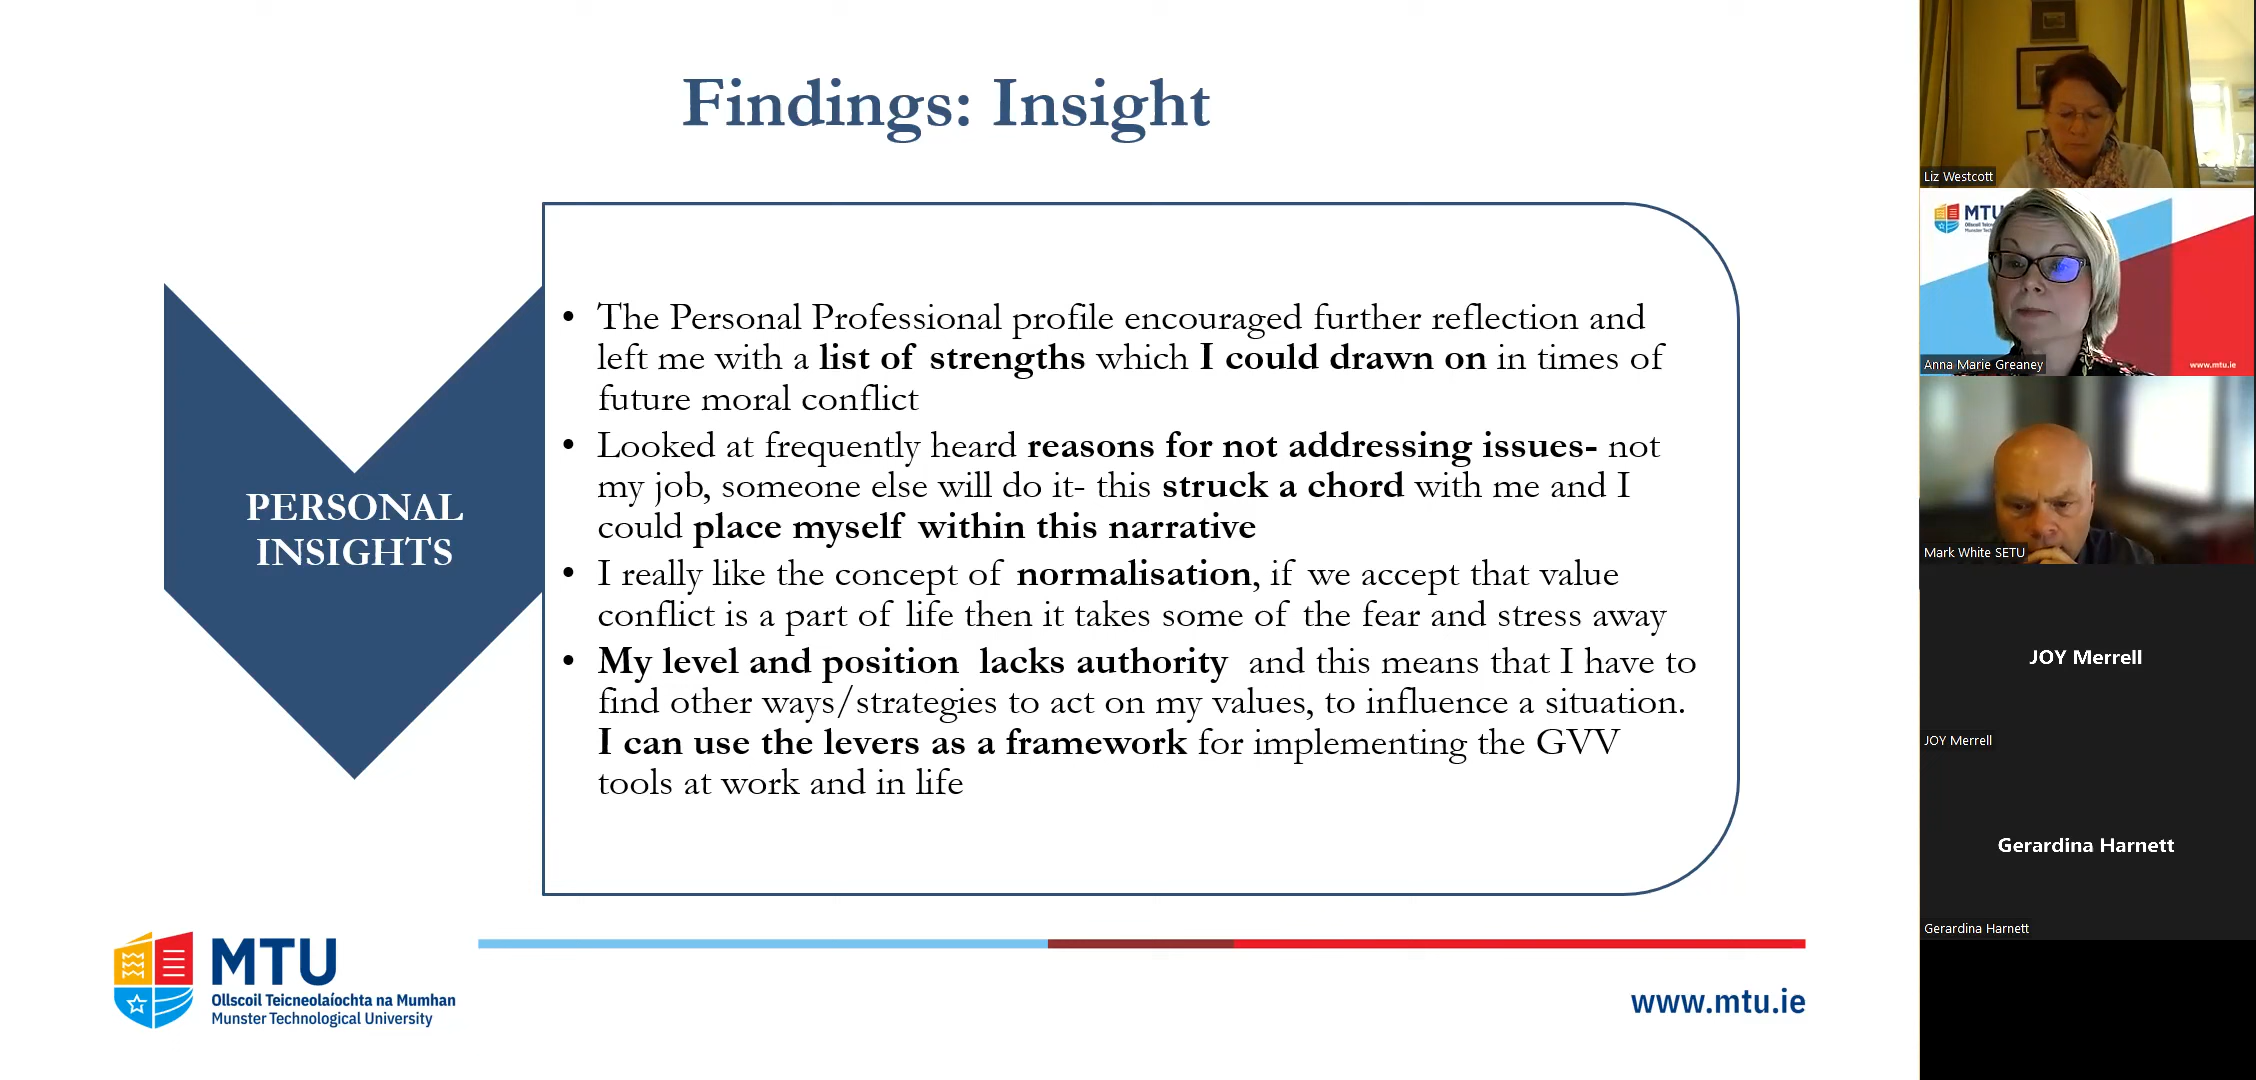 Findings: Insight
PERSONAL
INSIGHTS
• The Personal Professional profile encouraged further reflection and
left me with a list of strengths which I could drawn on in times of
future moral conflict
• Looked at frequently heard reasons for not addressing issues- not
my job, someone else will do it- this struck a chord with me and I
could place myself within this narrative
• I really like the concept of normalisation, if we accept that value
conflict is a part of life then it takes some of the fear and stress away
• My level and position lacks authority and this means that I have to
find other ways/strategies to act on my values, to influence a situation.
I can use the levers as a framework for implementing the GVV
tools at work and in life
MTU
Ollscoil Teicneolaíochta na Mumhan
Munster Technological University
www.mtu.ie
Liz Westcott
MTU
www.mtu.ie
Anna Marie Greaney
Mark White SETU
JOY Merrell
JOY Merrell
Gerardina Harnett
Gerardina Harnett